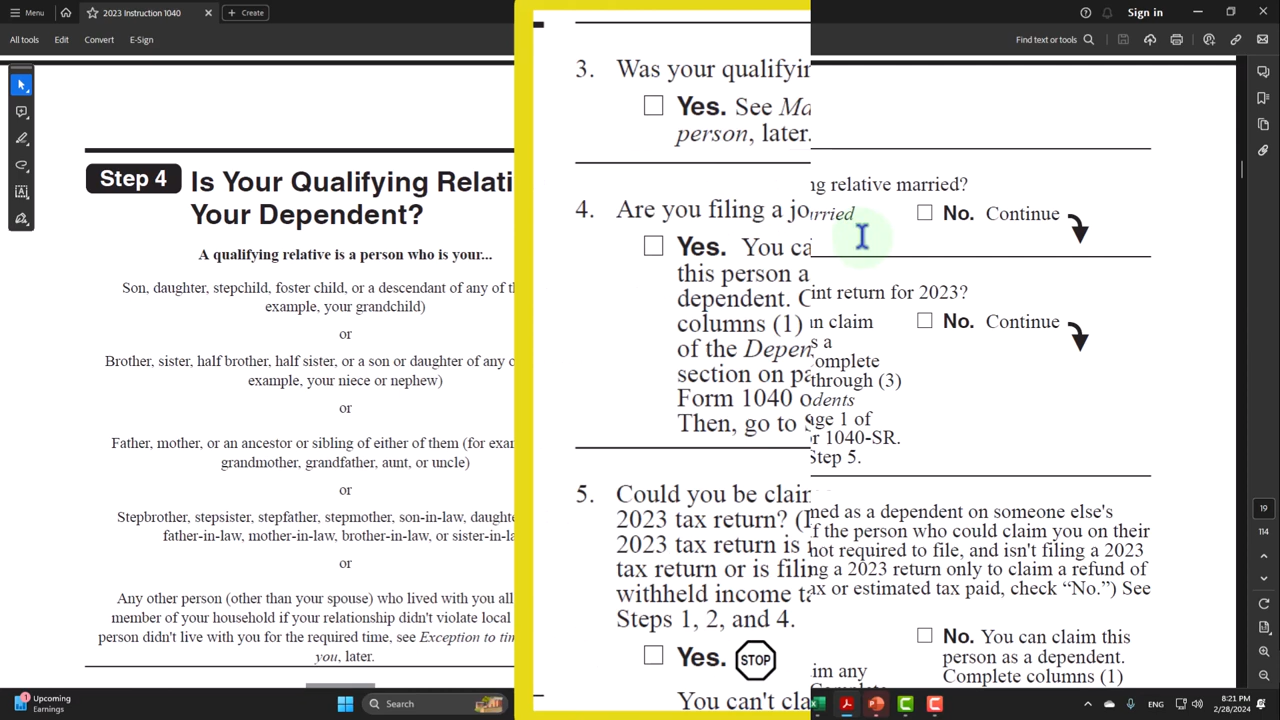 Menu
2023 Instruction 1040
Create
Sign in
All tools
Edit
Convert
E-Sign
Find text or tools
Step 4
Is Your Qualifying Relati
Your Dependent?
A qualifying relative is a person who is your...
Son, daughter, stepchild, foster child, or a descendant of any of t
example, your grandchild)
or
Brother, sister, half brother, half sister, or a son or daughter of any o
example, your niece or nephew)
or
Father, mother, or an ancestor or sibling of either of them (for exar
grandmother, grandfather, aunt, or uncle)
or
Stepbrother, stepsister, stepfather, stepmother, son-in-law, daught
father-in-law, mother-in-law, brother-in-law, or sister-in-la
or
Any other person (other than your spouse) who lived with you all
member of your household if your relationship didn't violate local
person didn't live with you for the required time, see Exception to tim
you, later.
3. Was your qualifyin
Yes. See Ma
person, later.
4. Are you filing a jo
Yes. You ca
this person a
dependent. C
columns (1)
of the Depen
section on pa
Form 1040 o
Then, go to S
5. Could you be clair
2023 tax return? (I
2023 tax return is
tax return or is filin
withheld income ta
Steps 1, 2, and 4.
Yes. STOP
You can't cla
ng relative married?
arried
No. Continue
int return for 2023?
an claim
No. Continue
s a
omplete
through (3)
dents
age 1 of
r 1040-SR.
Step 5.
med as a dependent on someone else's
f the person who could claim you on their
not required to file, and isn't filing a 2023
ng a 2023 return only to claim a refund of
ax or estimated tax paid, check “No.”) See
No. You can claim this
person as a dependent.
Complete columns (1)
im any
Complete
19
114
1
Upcoming
Earnings
Search
ENG
8:21 PM
2/28/2024